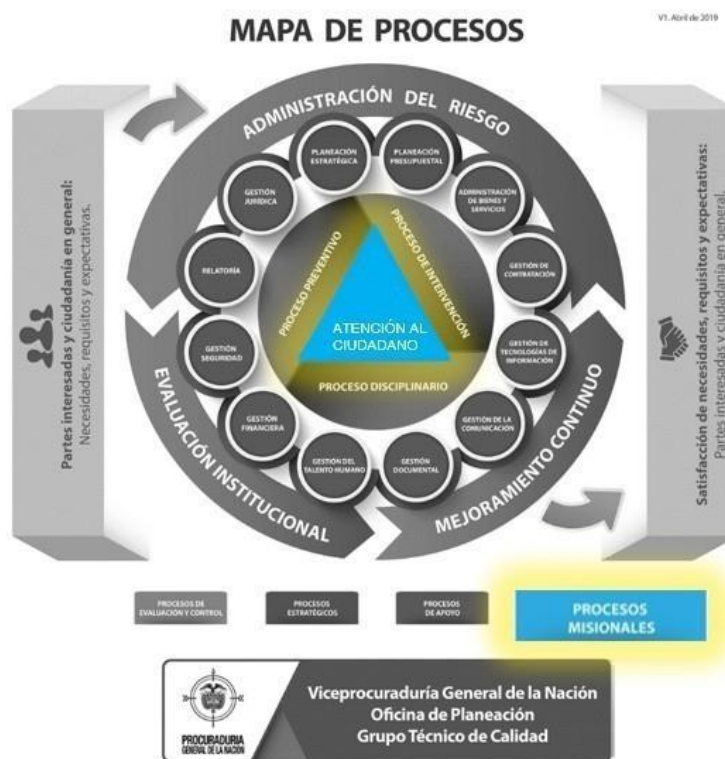 V1. Abril de 2019
MAPA DE PROCESOS
Partes interesadas y ciudadanía en general:
Necesidades, requisitos y expectativas.
ADMINISTRACIÓN DEL RIESGO
PLANEACIÓN
ESTRATÉGICA
PLANEACIÓN
PRESUPUESTAL
GESTIÓN
JURÍDICA
ADMINISTRACIÓN
DE BIENES Y
SERVICIOS
RELATORÍA
GESTIÓN DE
CONTRATACIÓN
GESTIÓN
SEGURIDAD
GESTIÓN DE
TECNOLOGÍAS DE
INFORMACIÓN
GESTIÓN
FINANCIERA
GESTIÓN DE LA
COMUNICACIÓN
GESTIÓN DEL
TALENTO HUMANO
GESTIÓN
DOCUMENTAL
PROCESO PREVENTIVO
PROCESO DE INTERVENCIÓN
ATENCIÓN AL
CIUDADANO
PROCESO DISCIPLINARIO
EVALUACIÓN INSTITUCIONAL
MEJORAMIENTO CONTINUO
Satisfacción de necesidades, requisitos y expectativas:
Partes interesadas y ciudadanía en general.
PROCESOS DE
EVALUACIÓN Y CONTROL
PROCESOS
ESTRATÉGICOS
PROCESOS
DE APOYO
PROCESOS
MISIONALES
PROCURADURIA
GENERAL DE LA NACION
Viceprocuraduría General de la Nación
Oficina de Planeación
Grupo Técnico de Calidad